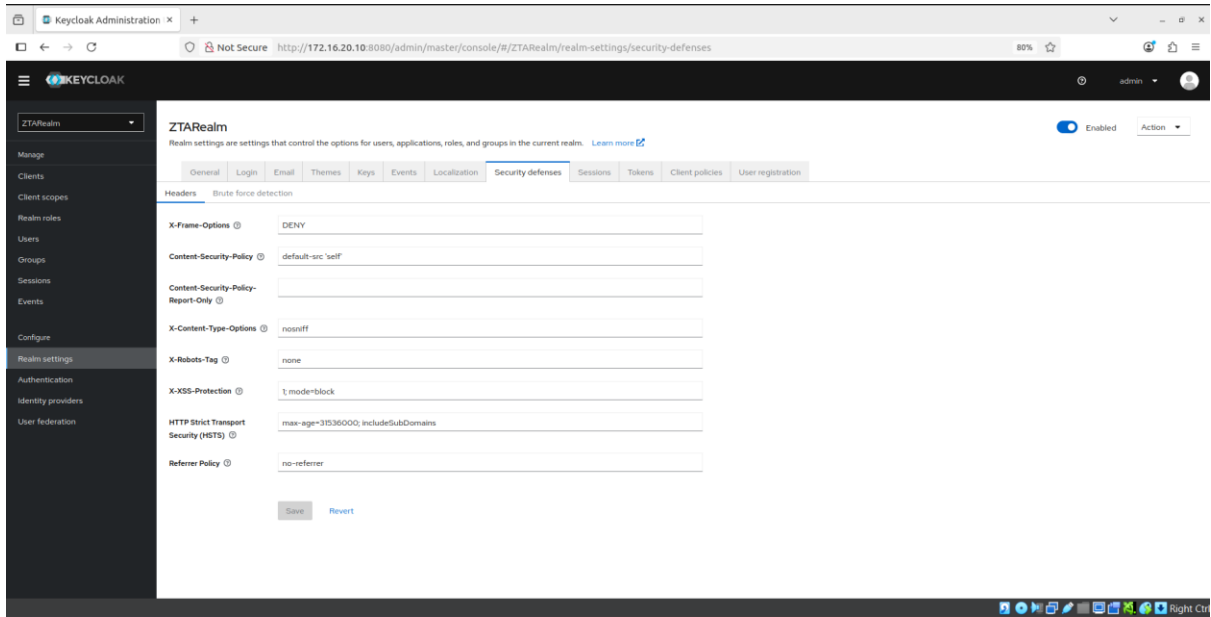 Keycloak Administration
Not Secure http://172.16.20.10:8080/admin/master/console/#/ZTARealm/realm-settings/security-defenses 80%
KEYCLOAK admin
ZTARealm
Manage
Clients
Client scopes
Realm roles
Users
Groups
Sessions
Events
Configure
Realm settings
Authentication
Identity providers
User federation
ZTARealm Enabled Action
Realm settings are settings that control the options for users, applications, roles, and groups in the current realm. Learn more
General Login Email Themes Keys Events Localization Security defenses Sessions Tokens Client policies User registration
Headers Brute force detection
X-Frame-Options DENY
Content-Security-Policy default-src 'self'
Content-Security-Policy-
Report-Only
X-Content-Type-Options nosniff
X-Robots-Tag none
X-XSS-Protection 1; mode=block
HTTP Strict Transport
Security (HSTS) max-age=31536000; includeSubDomains
Referrer Policy no-referrer
Save Revert
Right Ctrl